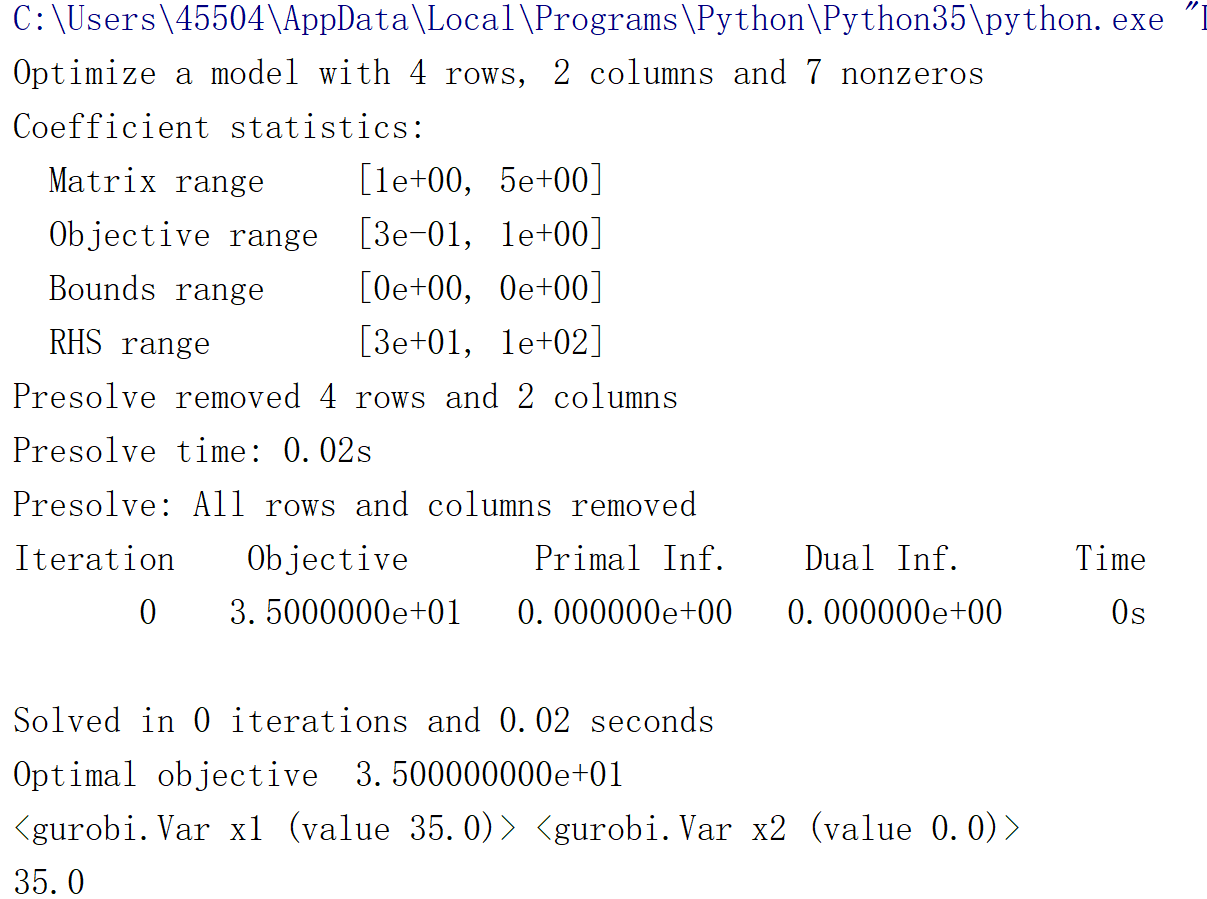 C:\Users\45504\AppData\Local\Programs\Python\Python35\python.exe "
Optimize a model with 4 rows, 2 columns and 7 nonzeros
Coefficient statistics:
  Matrix range     [1e+00, 5e+00]
  Objective range  [3e-01, 1e+00]
  Bounds range     [0e+00, 0e+00]
  RHS range        [3e+01, 1e+02]
Presolve removed 4 rows and 2 columns
Presolve time: 0.02s
Presolve: All rows and columns removed
Iteration    Objective       Primal Inf.    Dual Inf.      Time
       0    3.5000000e+01   0.000000e+00   0.000000e+00      0s
Solved in 0 iterations and 0.02 seconds
Optimal objective  3.500000000e+01
<gurobi.Var x1 (value 35.0)> <gurobi.Var x2 (value 0.0)>
35.0